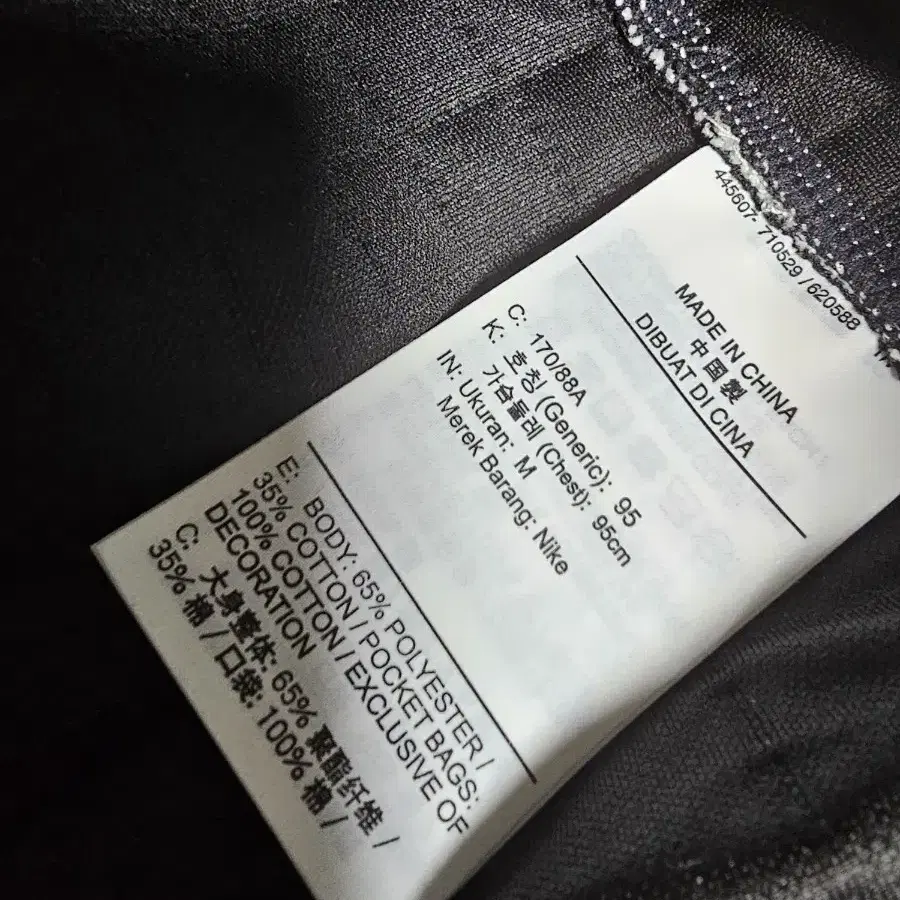 445607- 710529 / 620588
MADE IN CHINA
中国製
DIBUAT DI CINA
C: 170/88A
K: 호칭 (Generic): 95
가슴둘레 (Chest): 95cm
IN: Ukuran: M
Merek Barang: Nike
E: BODY: 65% POLYESTER /
35% COTTON / POCKET BAGS:
100% COTTON / EXCLUSIVE OF
DECORATION
C: 大身整体: 65% 聚酯纤维 /
35% 棉 / 口袋: 100% 棉 /